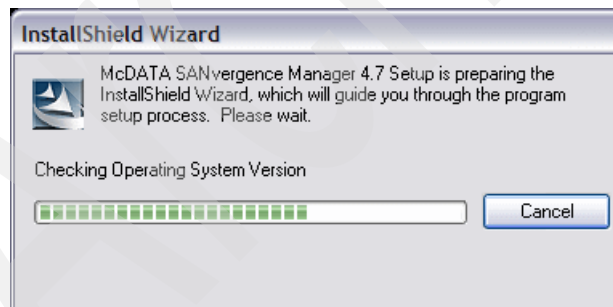 InstallShield Wizard
McDATA SANvergence Manager 4.7 Setup is preparing the
InstallShield Wizard, which will guide you through the program
setup process. Please wait.
Checking Operating System Version
Cancel